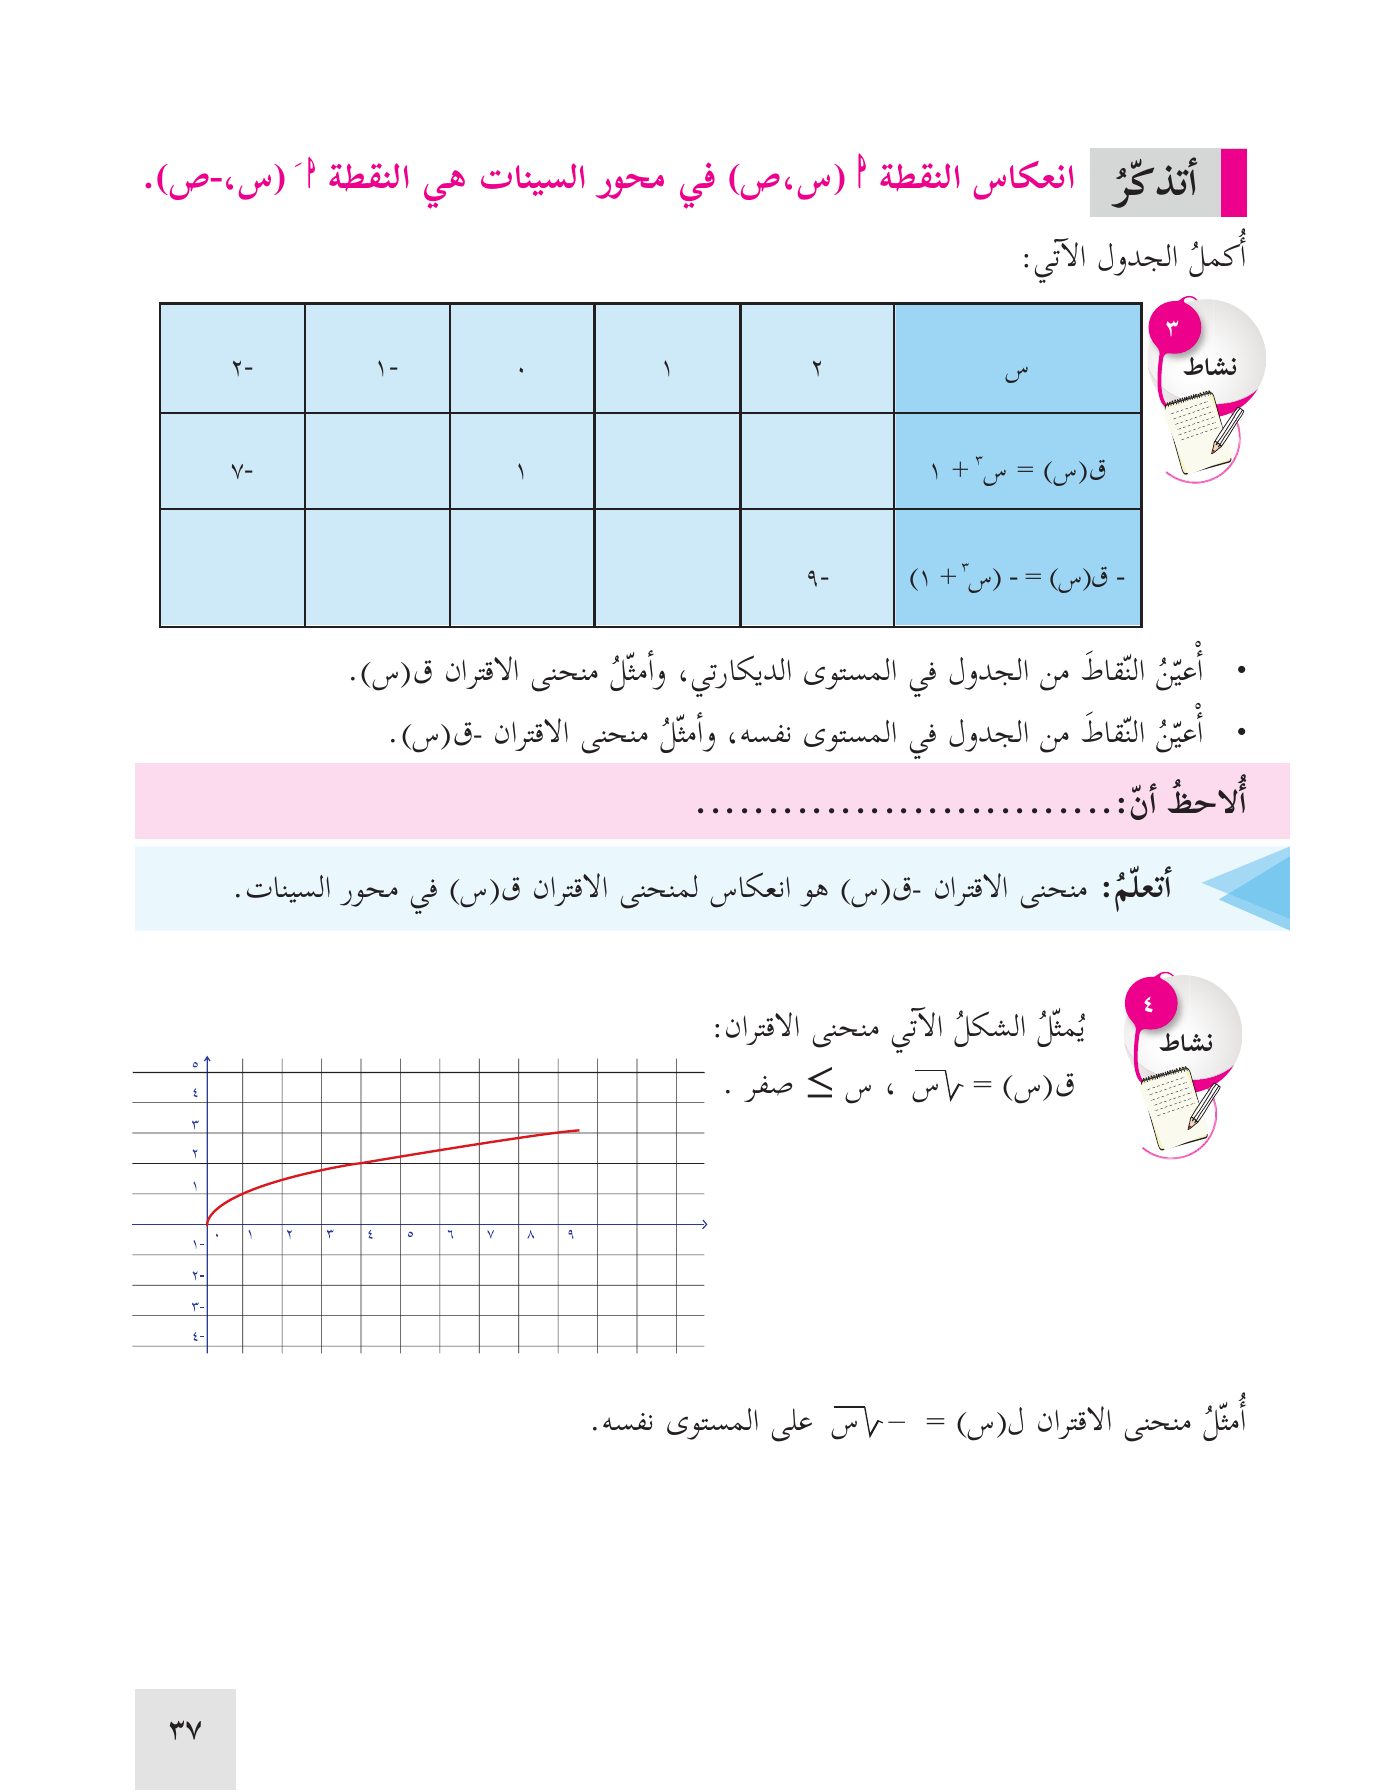 أتذكّرُ انعكاس النقطة أ (س،ص) في محور السينات هي النقطة أَ (س،-ص).
أُكملُ الجدول الآتي:
٣
نشاط
س ٢ ١ ٠ -١ -٢
ق(س) = س٣ + ١ ١ -٧
- ق(س) = - (س٣ + ١) -٩
• أْعيّنُ النّقاطَ من الجدول في المستوى الديكارتي، وأمثّلُ منحنى الاقتران ق(س).
• أْعيّنُ النّقاطَ من الجدول في المستوى نفسه، وأمثّلُ منحنى الاقتران -ق(س).
أُلاحظُ أنّ:.............................
أتعلّمُ: منحنى الاقتران -ق(س) هو انعكاس لمنحنى الاقتران ق(س) في محور السينات.
٤
نشاط
يُمثّلُ الشكلُ الآتي منحنى الاقتران:
ق(س) = √س ، س ≥ صفر .
٥
٤
٣
٢
١
٠ ١ ٢ ٣ ٤ ٥ ٦ ٧ ٨ ٩
-١
-٢
-٣
-٤
أُمثّلُ منحنى الاقتران ل(س) = –√س على المستوى نفسه.
٣٧